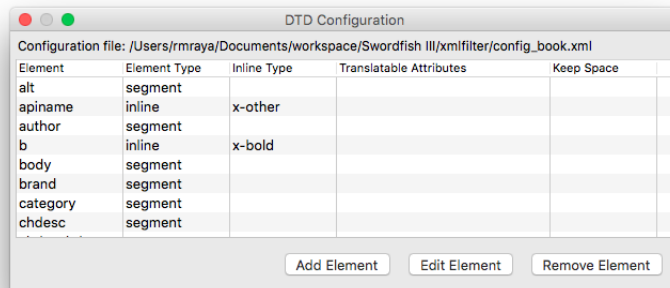 DTD Configuration
Configuration file: /Users/rmraya/Documents/workspace/Swordfish III/xmlfilter/config_book.xml
Element Element Type Inline Type Translatable Attributes Keep Space
alt segment
apiname inline x-other
author segment
b inline x-bold
body segment
brand segment
category segment
chdesc segment
Add Element Edit Element Remove Element